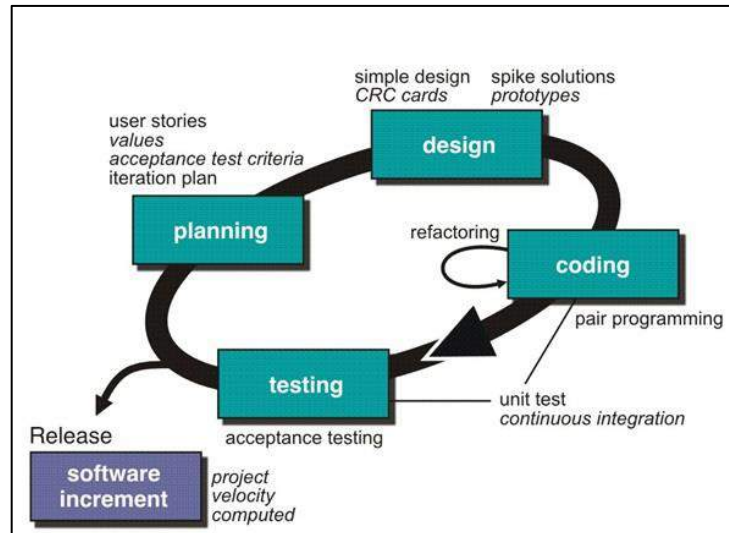 simple design
CRC cards
spike solutions
prototypes
user stories
values
acceptance test criteria
iteration plan
design
planning
refactoring
coding
pair programming
testing
unit test
continuous integration
acceptance testing
Release
software
increment
project
velocity
computed